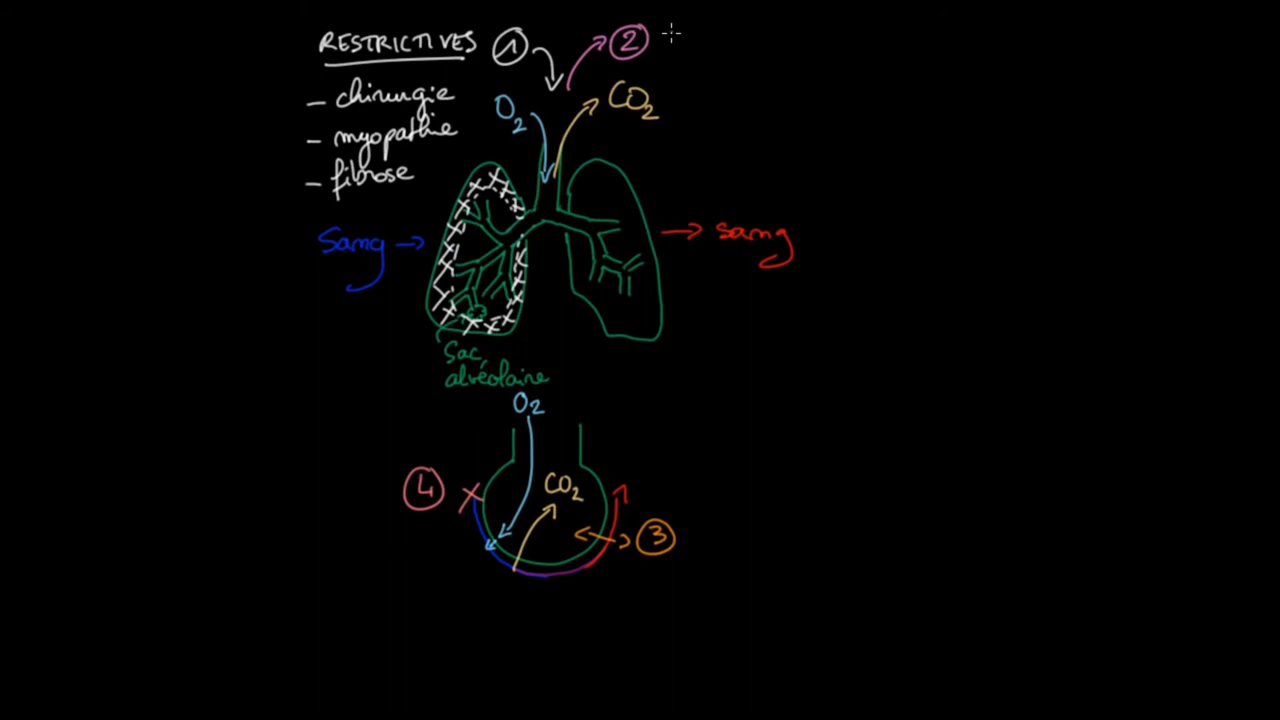 RESTRICTIVES
- chirurgie
- myopathie
- fibrose
1
2
O2
CO2
Sang
sang
Sac
alvéolaire
O2
CO2
4
3